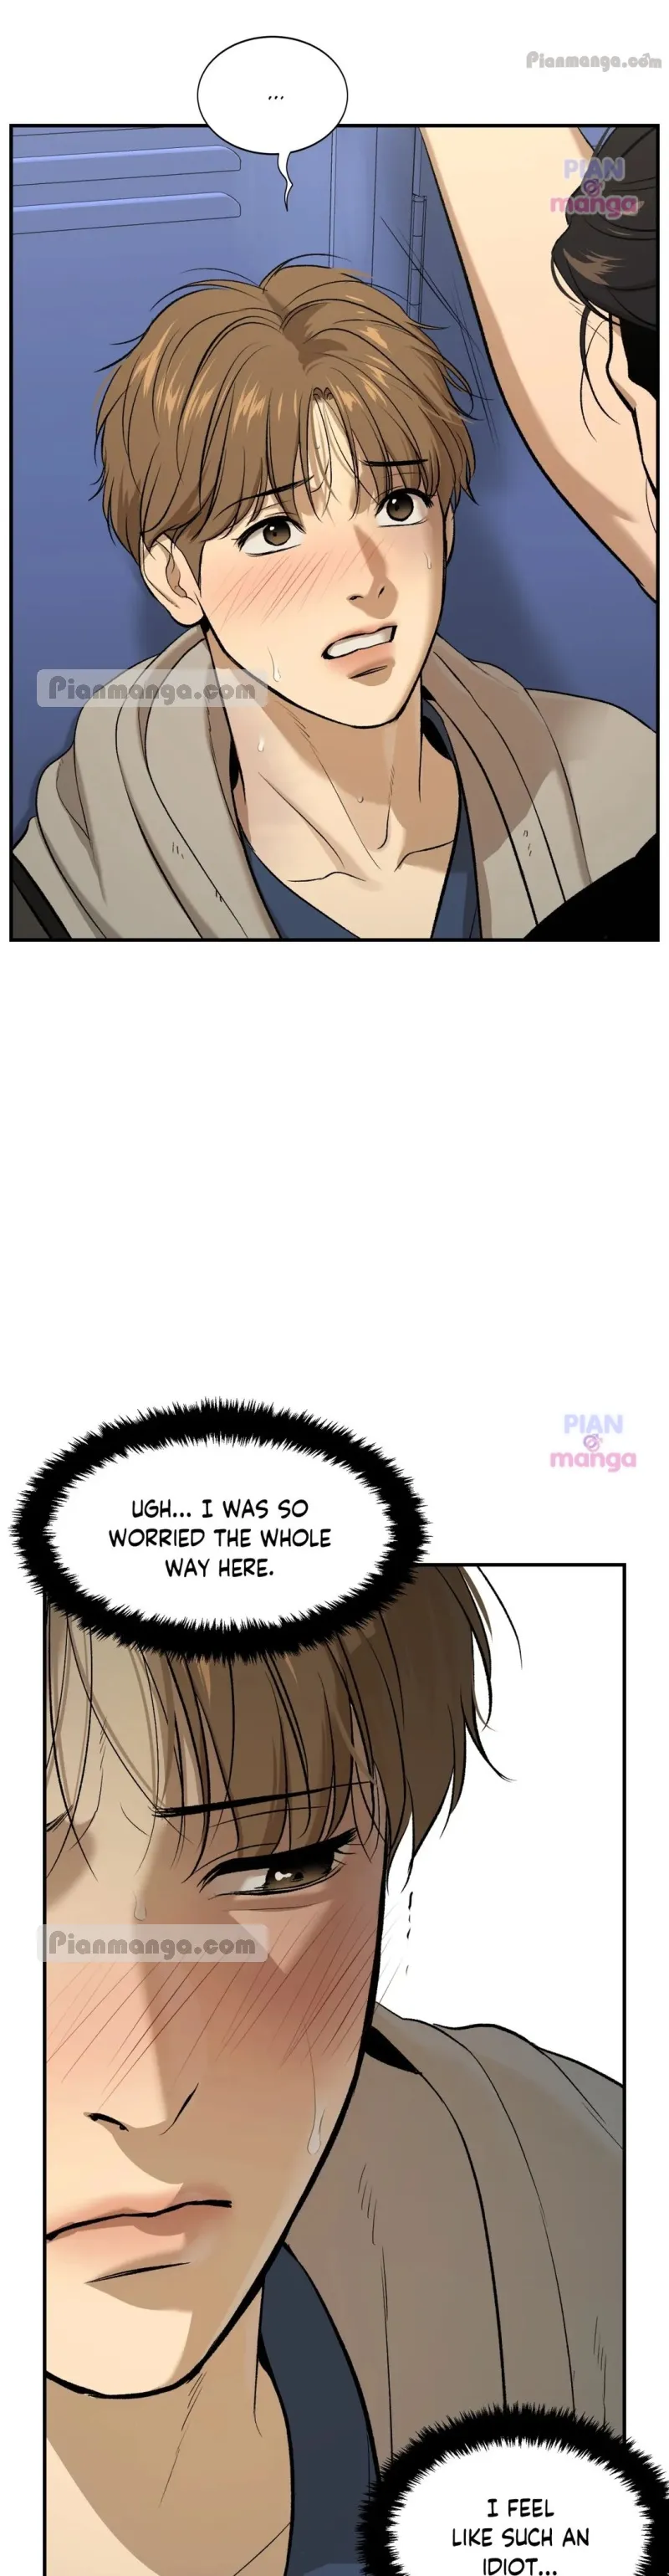 Pianmanga.com
...
PIAN
manga
Pianmanga.com
PIAN
manga
UGH... I WAS SO
WORRIED THE WHOLE
WAY HERE.
Pianmanga.com
I FEEL
LIKE SUCH AN
IDIOT...